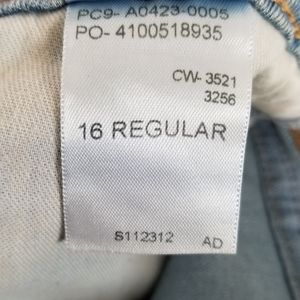 PC9- A0423-0005
PO- 4100518935
CW- 3521
3256
16 REGULAR
S112312 AD